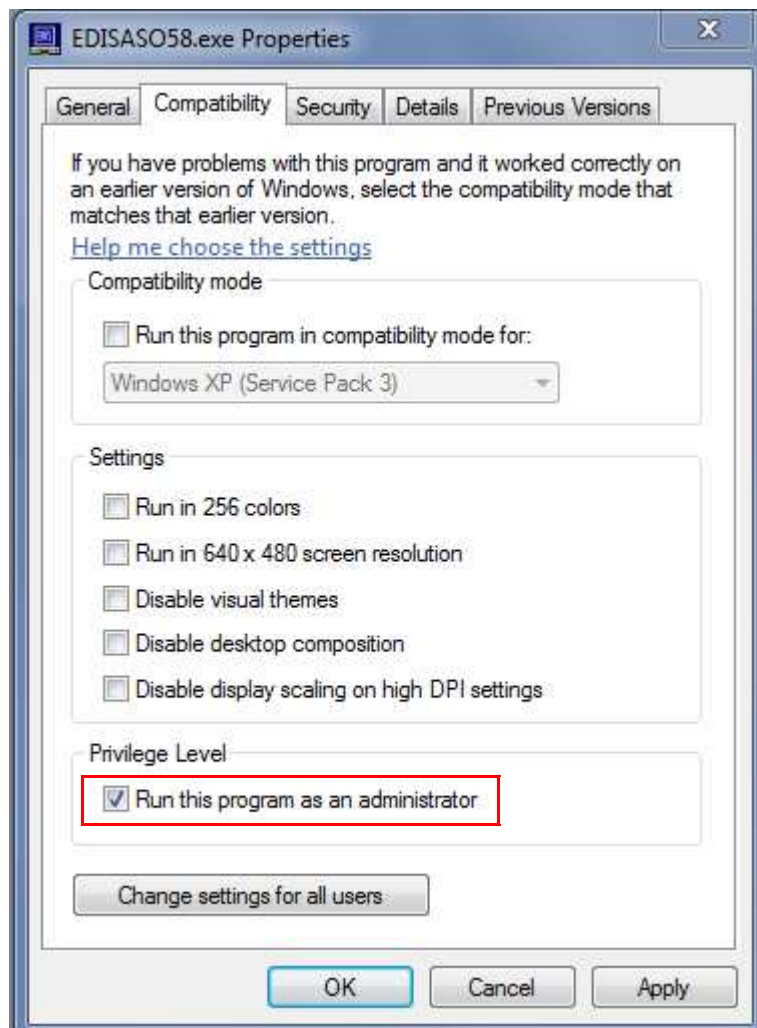 EDISASO58.exe Properties
General Compatibility Security Details Previous Versions
If you have problems with this program and it worked correctly on
an earlier version of Windows, select the compatibility mode that
matches that earlier version.
Help me choose the settings
Compatibility mode
Run this program in compatibility mode for:
Windows XP (Service Pack 3)
Settings
Run in 256 colors
Run in 640 x 480 screen resolution
Disable visual themes
Disable desktop composition
Disable display scaling on high DPI settings
Privilege Level
Run this program as an administrator
Change settings for all users
OK Cancel Apply